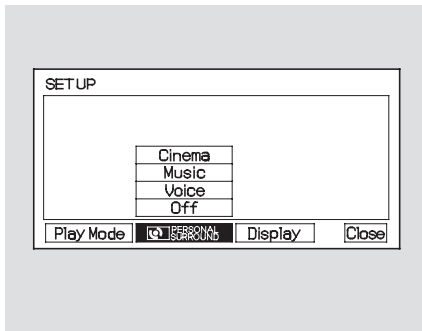 SETUP
Cinema
Music
Voice
Off
Play Mode PERSONAL SURROUND Display Close